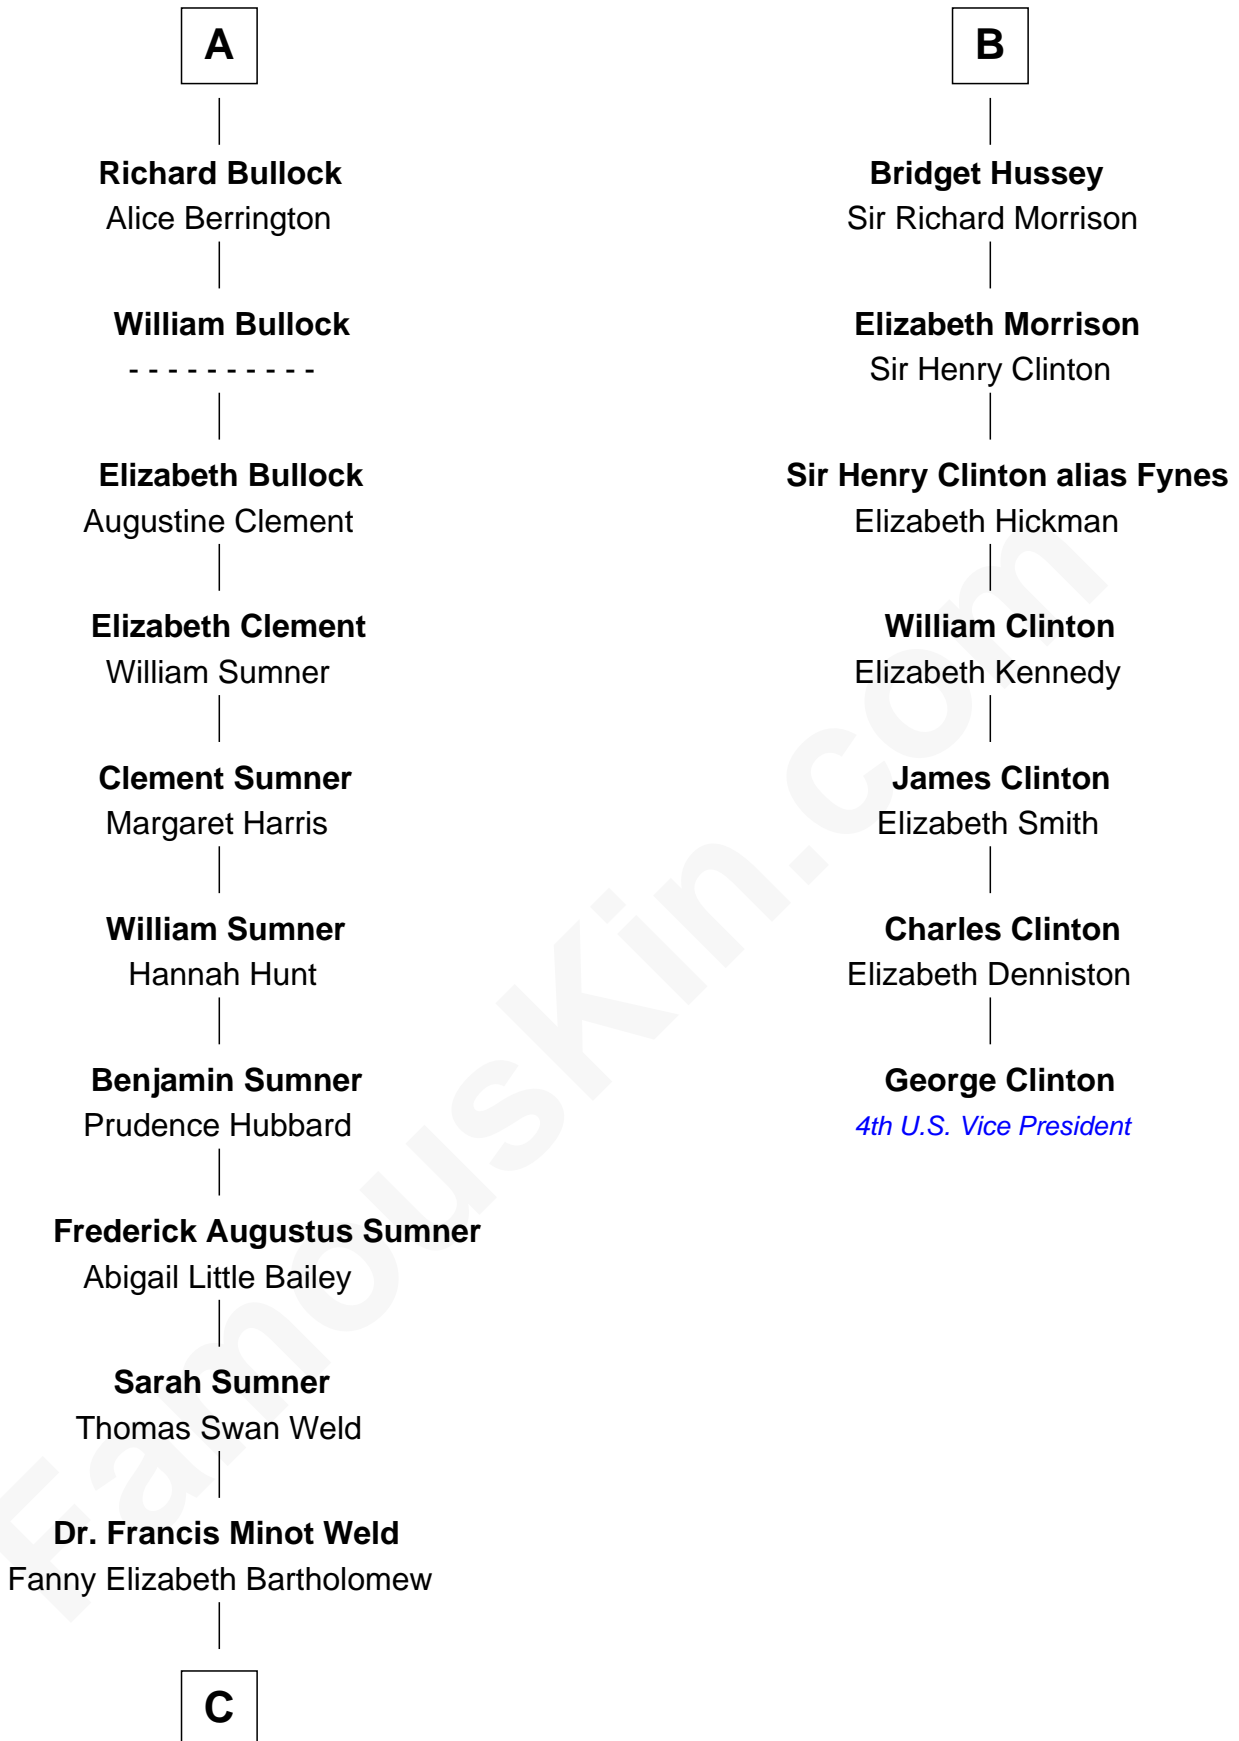 A
Richard Bullock
Alice Berrington
William Bullock
- - - - - - - - - -
Elizabeth Bullock
Augustine Clement
Elizabeth Clement
William Sumner
Clement Sumner
Margaret Harris
William Sumner
Hannah Hunt
Benjamin Sumner
Prudence Hubbard
Frederick Augustus Sumner
Abigail Little Bailey
Sarah Sumner
Thomas Swan Weld
Dr. Francis Minot Weld
Fanny Elizabeth Bartholomew
C
B
Bridget Hussey
Sir Richard Morrison
Elizabeth Morrison
Sir Henry Clinton
Sir Henry Clinton alias Fynes
Elizabeth Hickman
William Clinton
Elizabeth Kennedy
James Clinton
Elizabeth Smith
Charles Clinton
Elizabeth Denniston
George Clinton
4th U.S. Vice President
FamousKin.com